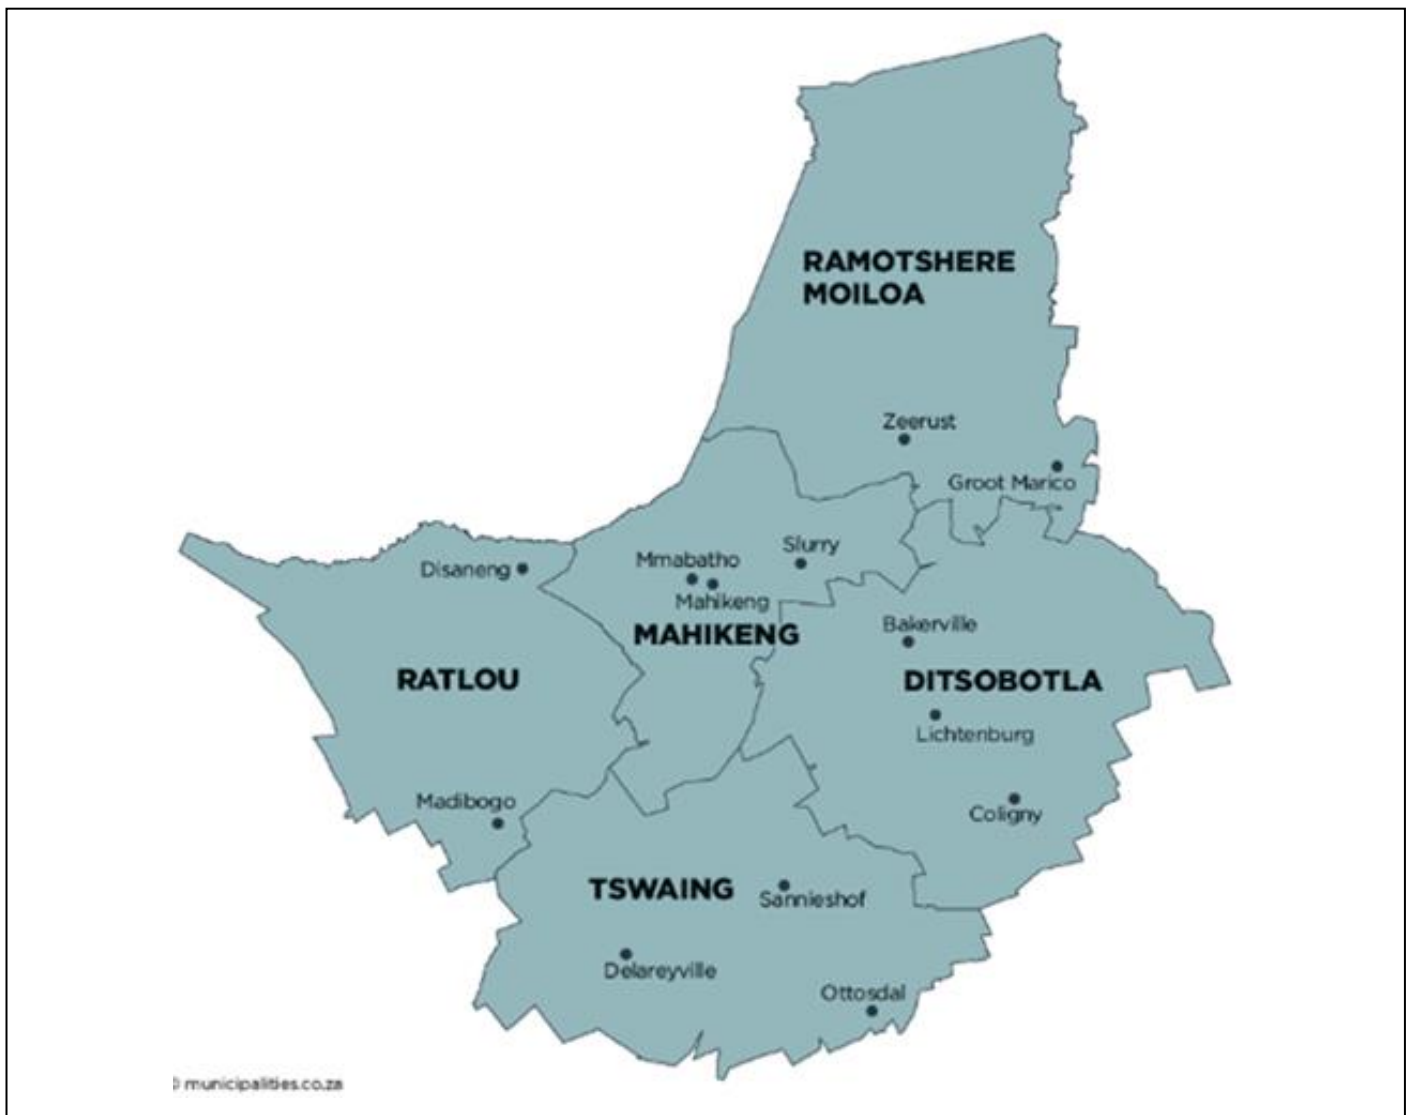 RAMOTSHERE
MOILOA
Zeerust
Groot Marico
Slurry
Mmabatho
Disaneng
Mahikeng
Bakerville
MAHIKENG
RATLOU
DITSOBOTLA
Lichtenburg
Madibogo
Coligny
TSWAING
Sannieshof
Delareyville
Ottosdal
municipalities.co.za